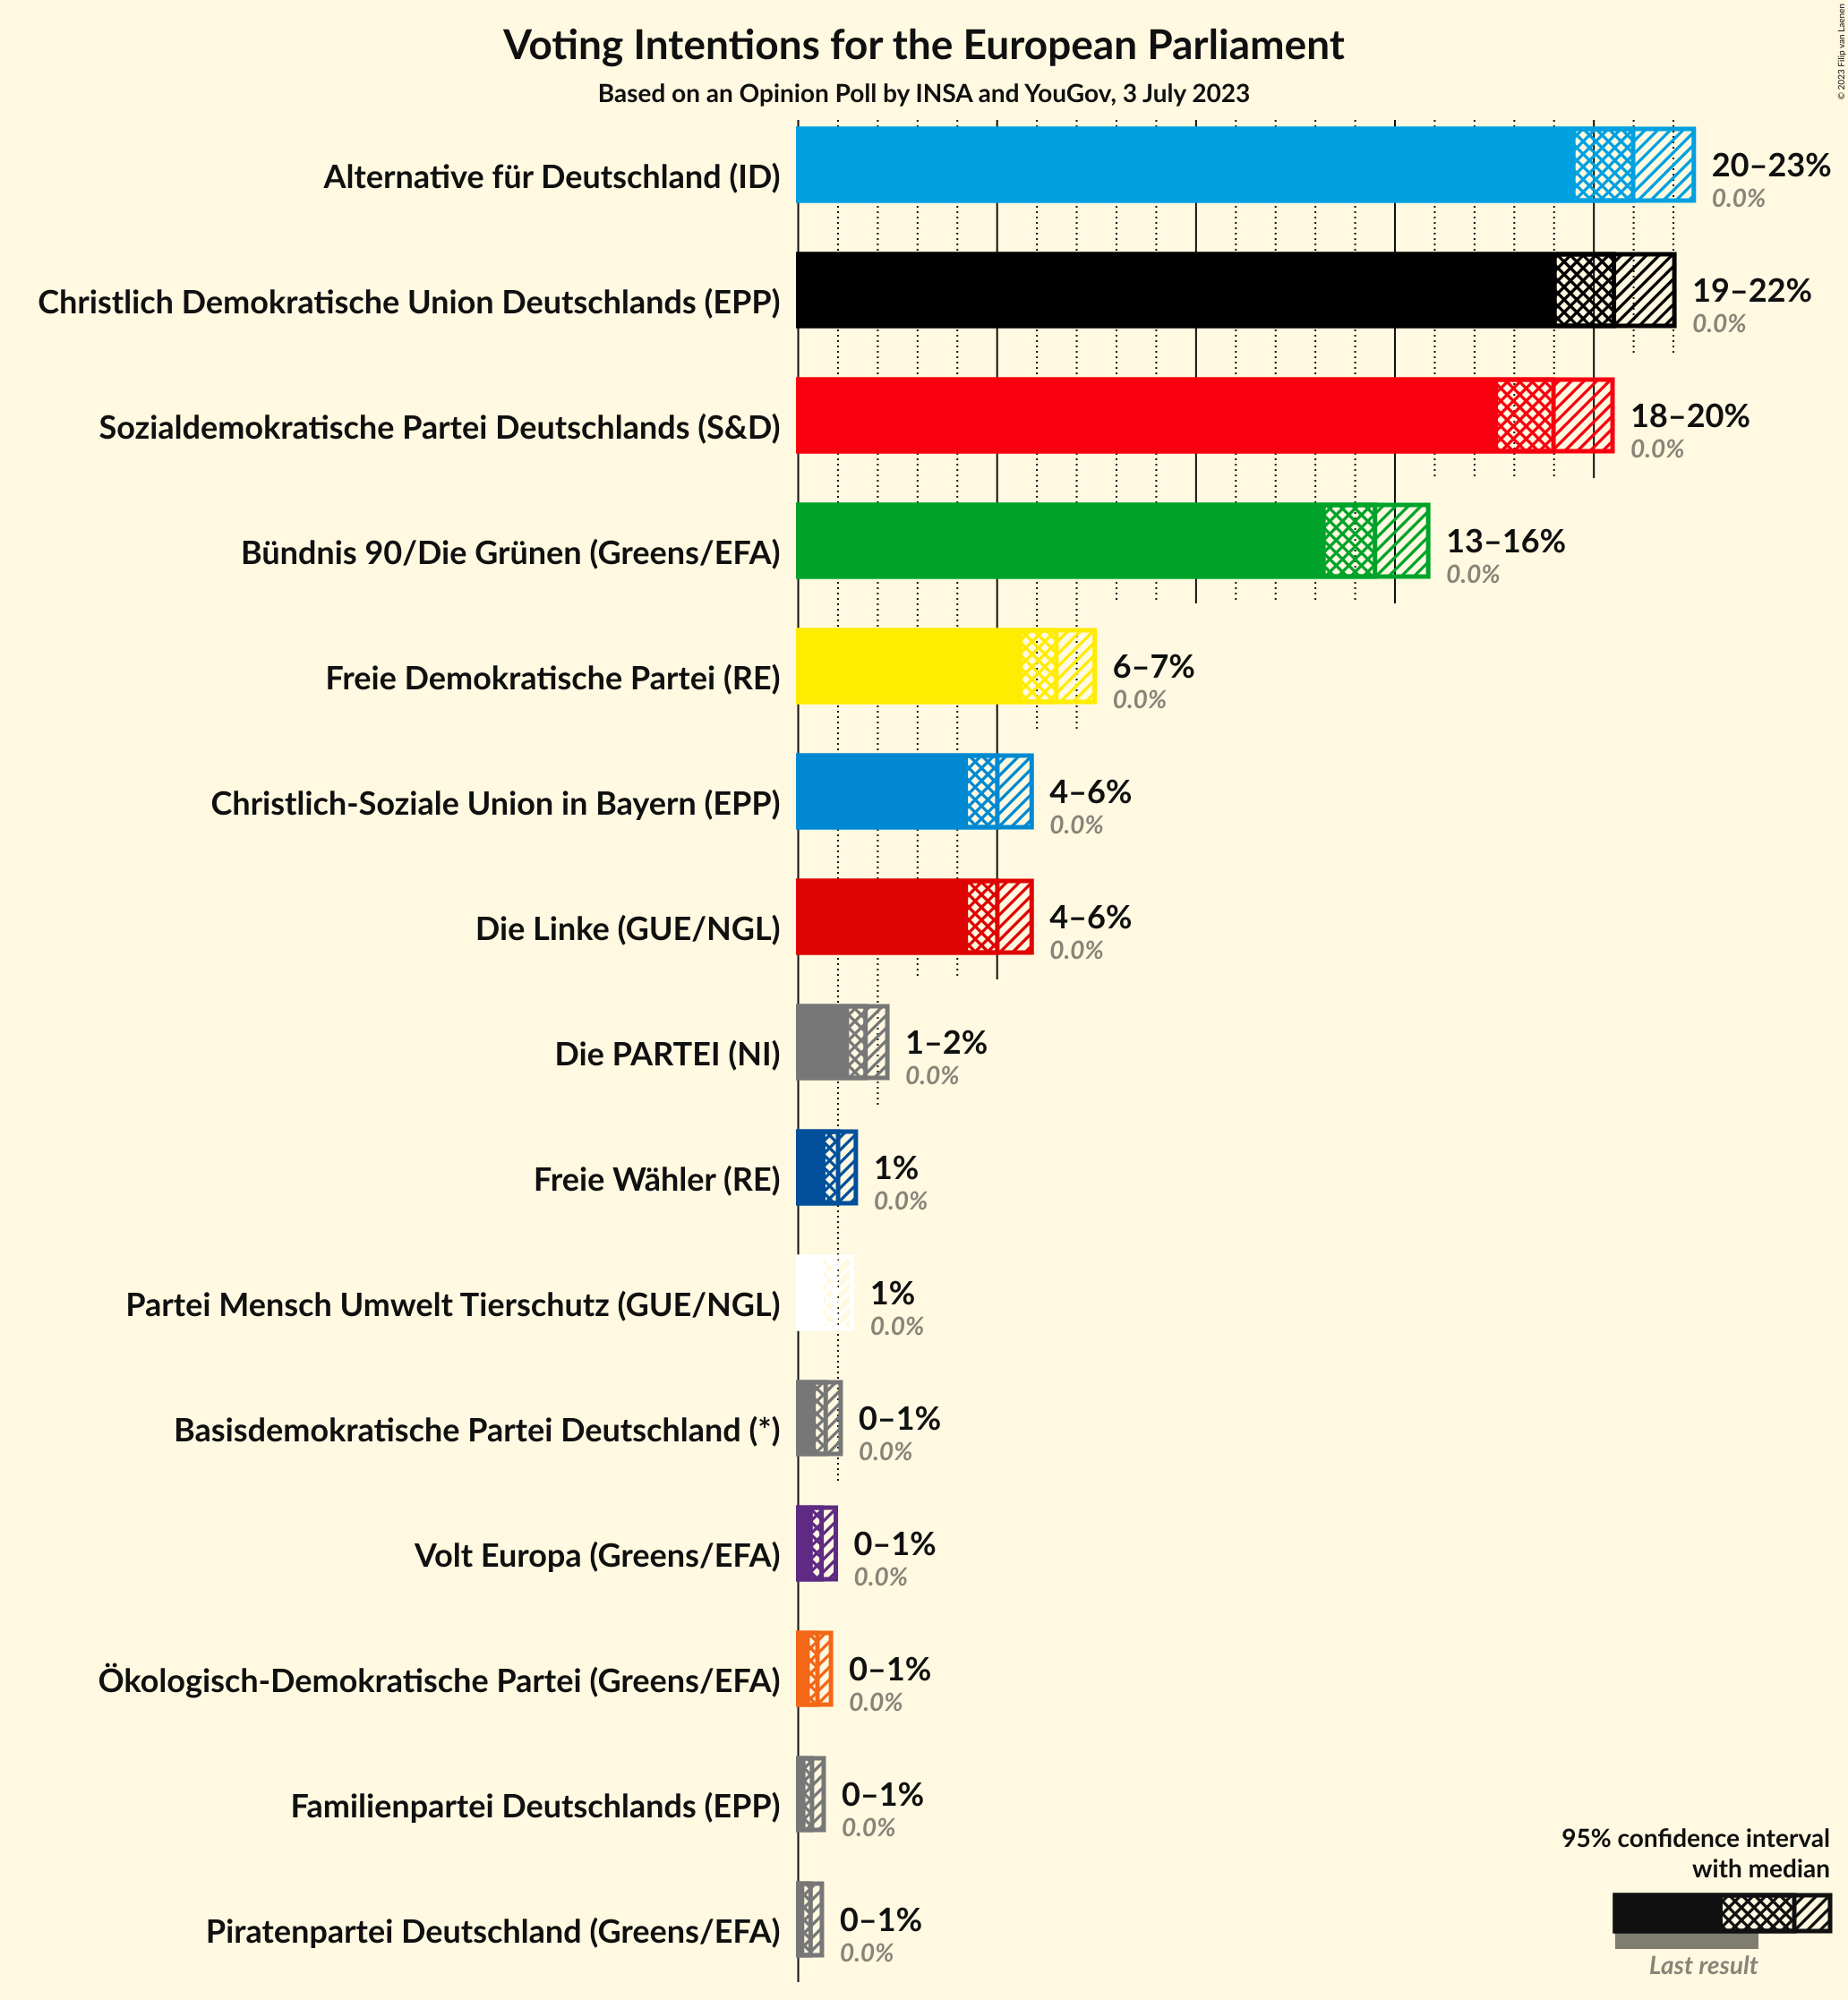 © 2023 Filip van Laenen
Voting Intentions for the European Parliament
Based on an Opinion Poll by INSA and YouGov, 3 July 2023
Alternative für Deutschland (ID)
20–23%
0.0%
Christlich Demokratische Union Deutschlands (EPP)
19–22%
0.0%
Sozialdemokratische Partei Deutschlands (S&D)
18–20%
0.0%
Bündnis 90/Die Grünen (Greens/EFA)
13–16%
0.0%
Freie Demokratische Partei (RE)
6–7%
0.0%
Christlich-Soziale Union in Bayern (EPP)
4–6%
0.0%
Die Linke (GUE/NGL)
4–6%
0.0%
Die PARTEI (NI)
1–2%
0.0%
Freie Wähler (RE)
1%
0.0%
Partei Mensch Umwelt Tierschutz (GUE/NGL)
1%
0.0%
Basisdemokratische Partei Deutschland (*)
0–1%
0.0%
Volt Europa (Greens/EFA)
0–1%
0.0%
Ökologisch-Demokratische Partei (Greens/EFA)
0–1%
0.0%
Familienpartei Deutschlands (EPP)
0–1%
0.0%
Piratenpartei Deutschland (Greens/EFA)
0–1%
0.0%
95% confidence interval
with median
Last result